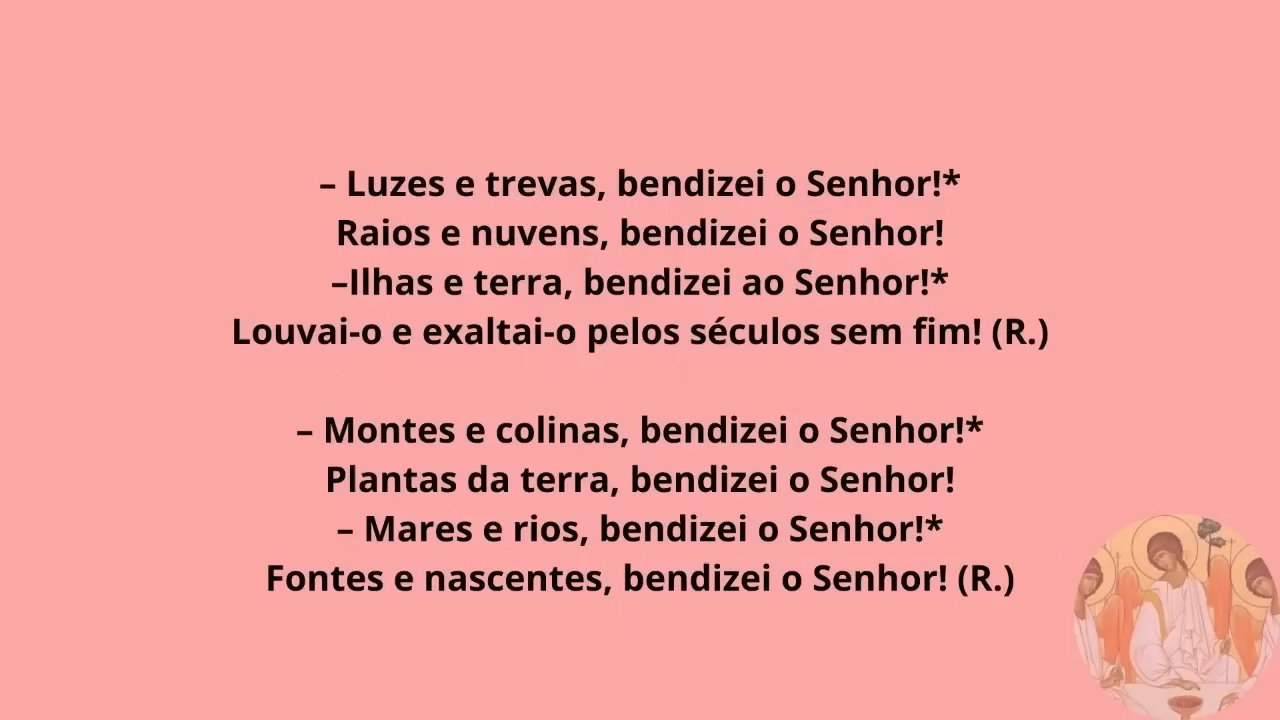 – Luzes e trevas, bendizei o Senhor!*
Raios e nuvens, bendizei o Senhor!
–Ilhas e terra, bendizei ao Senhor!*
Louvai-o e exaltai-o pelos séculos sem fim! (R.)
– Montes e colinas, bendizei o Senhor!*
Plantas da terra, bendizei o Senhor!
– Mares e rios, bendizei o Senhor!*
Fontes e nascentes, bendizei o Senhor! (R.)